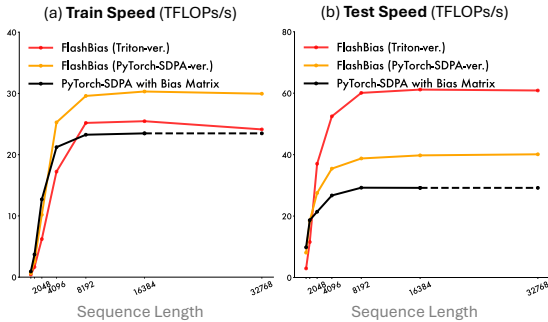 (a) Train Speed (TFLOPs/s)
40
30
20
10
0
FlashBias (Triton-ver.)
FlashBias (PyTorch-SDPA-ver.)
PyTorch-SDPA with Bias Matrix
2048
4096
8192
16384
32768
Sequence Length
(b) Test Speed (TFLOPs/s)
80
60
40
20
0
FlashBias (Triton-ver.)
FlashBias (PyTorch-SDPA-ver.)
PyTorch-SDPA with Bias Matrix
2048
4096
8192
16384
32768
Sequence Length